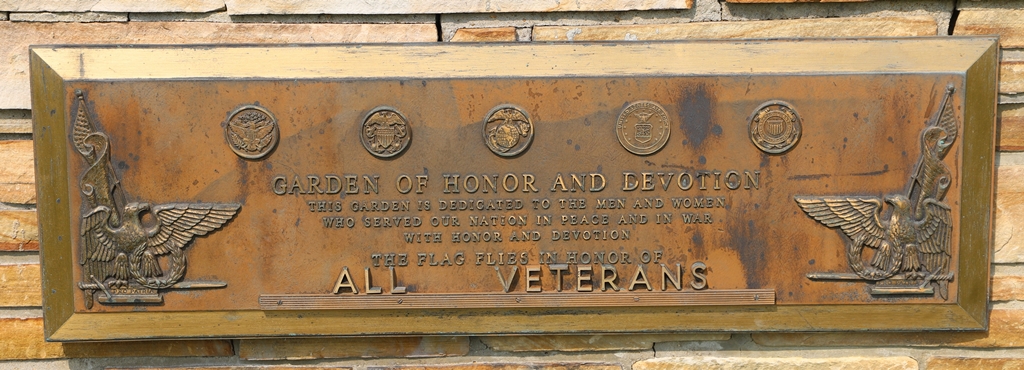 GARDEN OF HONOR AND DEVOTION
THIS GARDEN IS DEDICATED TO THE MEN AND WOMEN
WHO SERVED OUR NATION IN PEACE AND IN WAR
WITH HONOR AND DEVOTION
THE FLAG FLIES IN HONOR OF
ALL VETERANS